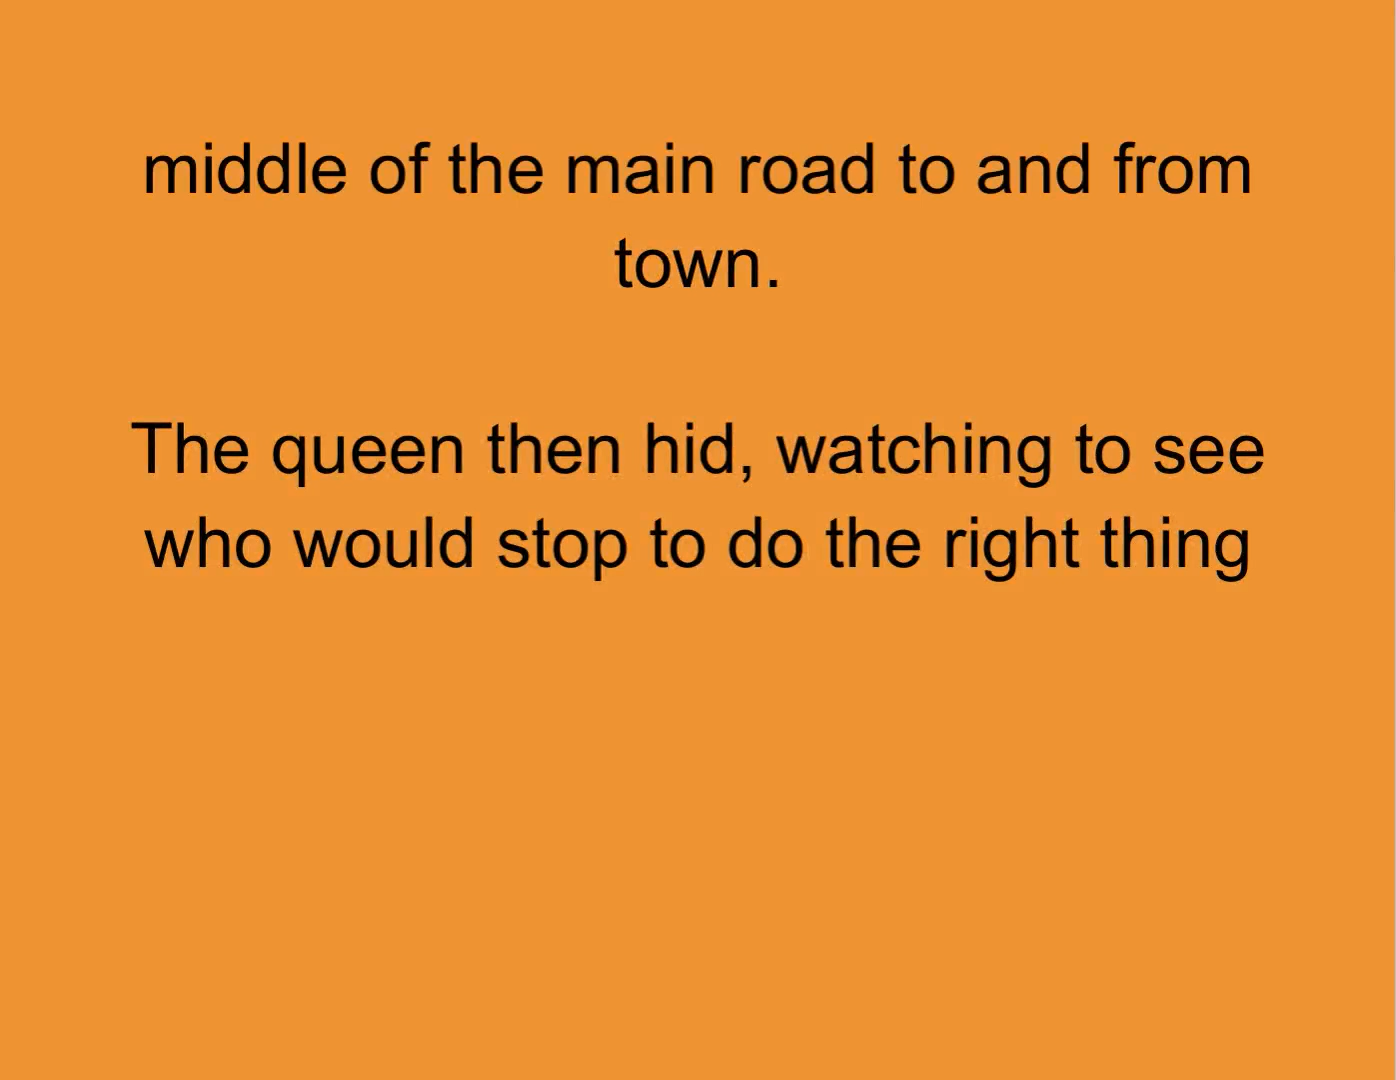 middle of the main road to and from
town.
The queen then hid, watching to see
who would stop to do the right thing